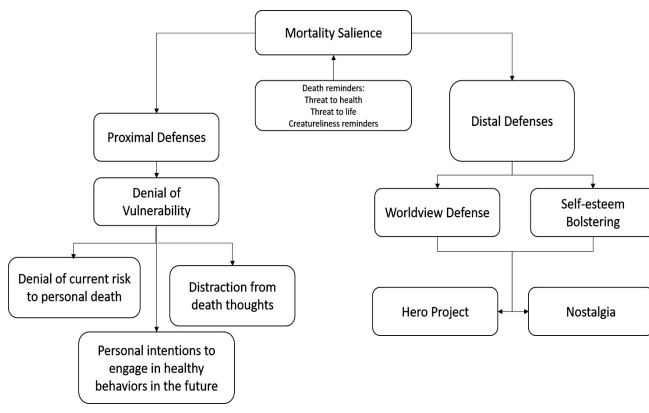 Mortality Salience
Death reminders:
Threat to health
Threat to life
Creatureliness reminders
Proximal Defenses
Distal Defenses
Denial of
Vulnerability
Worldview Defense
Self-esteem
Bolstering
Denial of current risk
to personal death
Distraction from
death thoughts
Personal intentions to
engage in healthy
behaviors in the future
Hero Project
Nostalgia